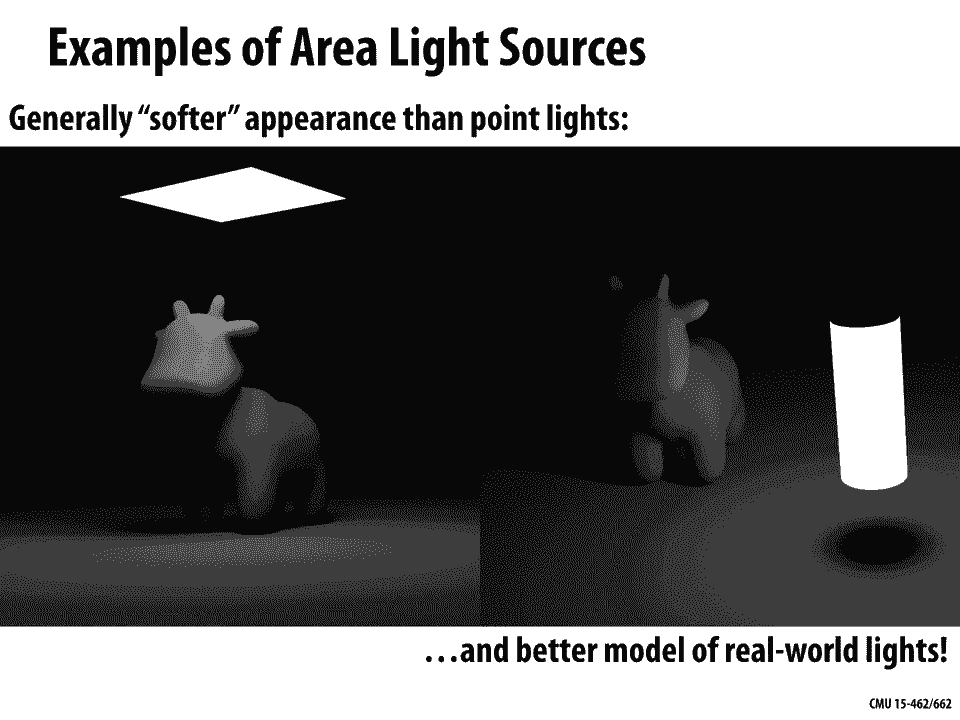 Examples of Area Light Sources
Generally “softer” appearance than point lights:
…and better model of real-world lights!
CMU 15-462/662